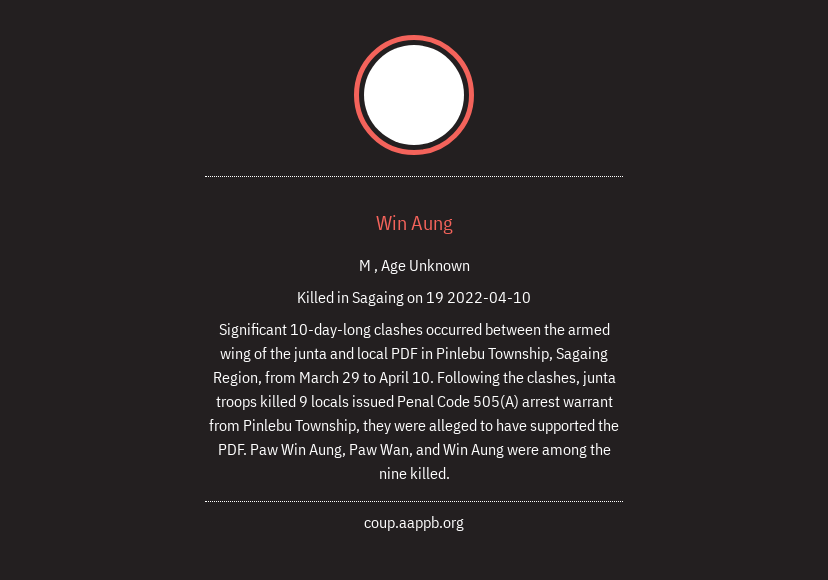 Win Aung
M , Age Unknown
Killed in Sagaing on 19 2022-04-10
Significant 10-day-long clashes occurred between the armed
wing of the junta and local PDF in Pinlebu Township, Sagaing
Region, from March 29 to April 10. Following the clashes, junta
troops killed 9 locals issued Penal Code 505(A) arrest warrant
from Pinlebu Township, they were alleged to have supported the
PDF. Paw Win Aung, Paw Wan, and Win Aung were among the
nine killed.
coup.aappb.org